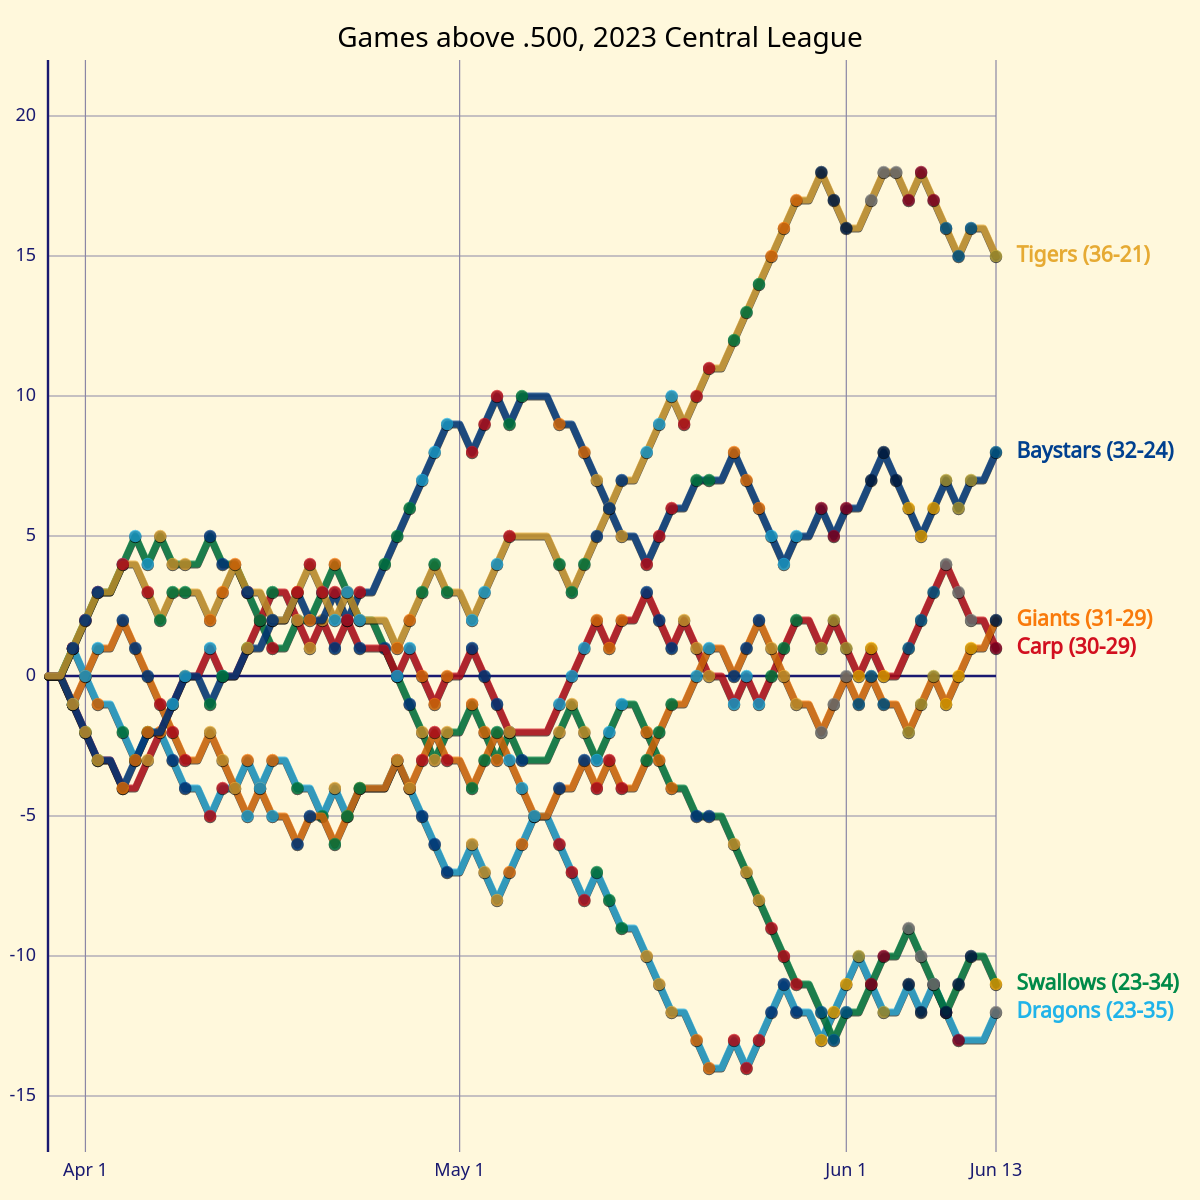 Games above .500, 2023 Central League
20
15
10
5
0
-5
-10
-15
Tigers (36-21)
Baystars (32-24)
Giants (31-29)
Carp (30-29)
Swallows (23-34)
Dragons (23-35)
Apr 1
May 1
Jun 1
Jun 13